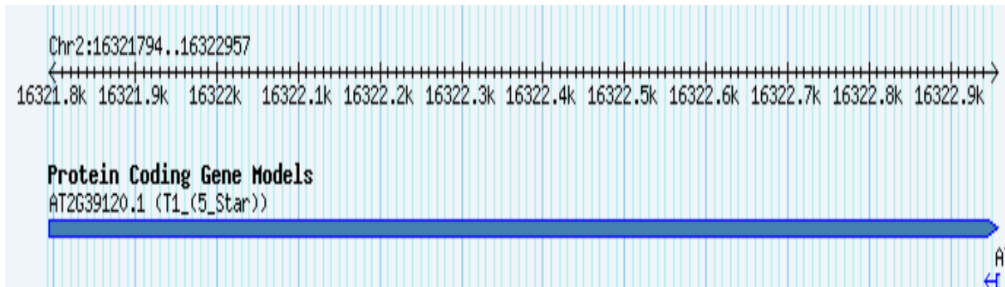 Chr2:16321794..16322957
16321.8k 16321.9k 16322k 16322.1k 16322.2k 16322.3k 16322.4k 16322.5k 16322.6k 16322.7k 16322.8k 16322.9k
Protein Coding Gene Models
AT2G39120.1 (T1_(5_Star))